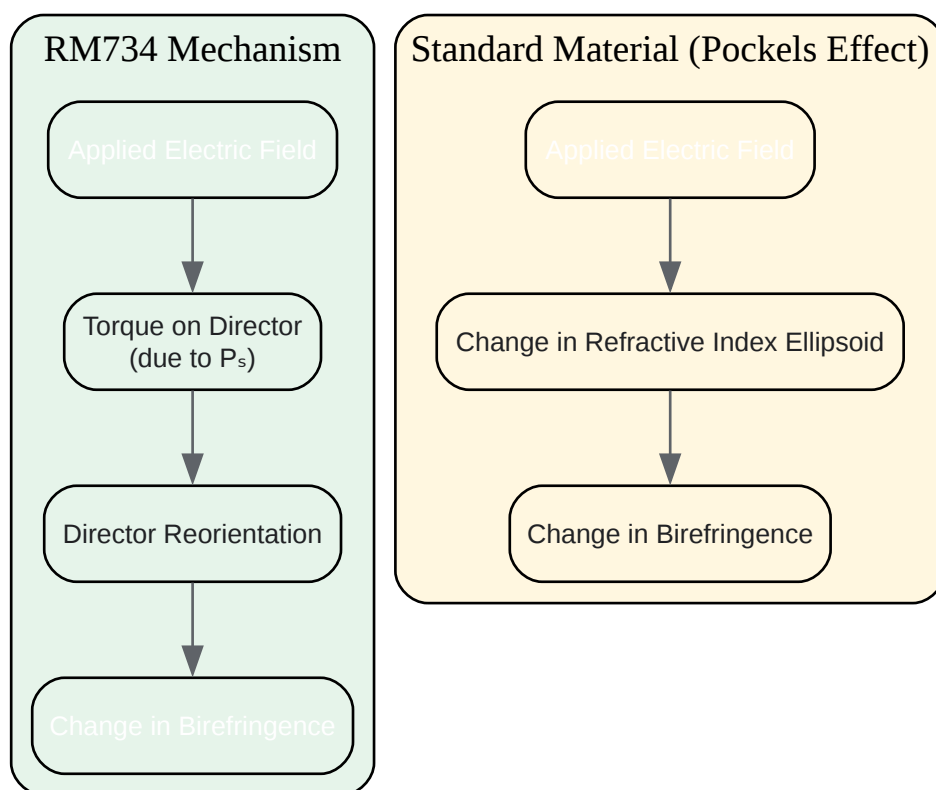 RM734 Mechanism
Applied Electric Field
Torque on Director
(due to Pₛ)
Director Reorientation
Change in Birefringence
Standard Material (Pockels Effect)
Applied Electric Field
Change in Refractive Index Ellipsoid
Change in Birefringence